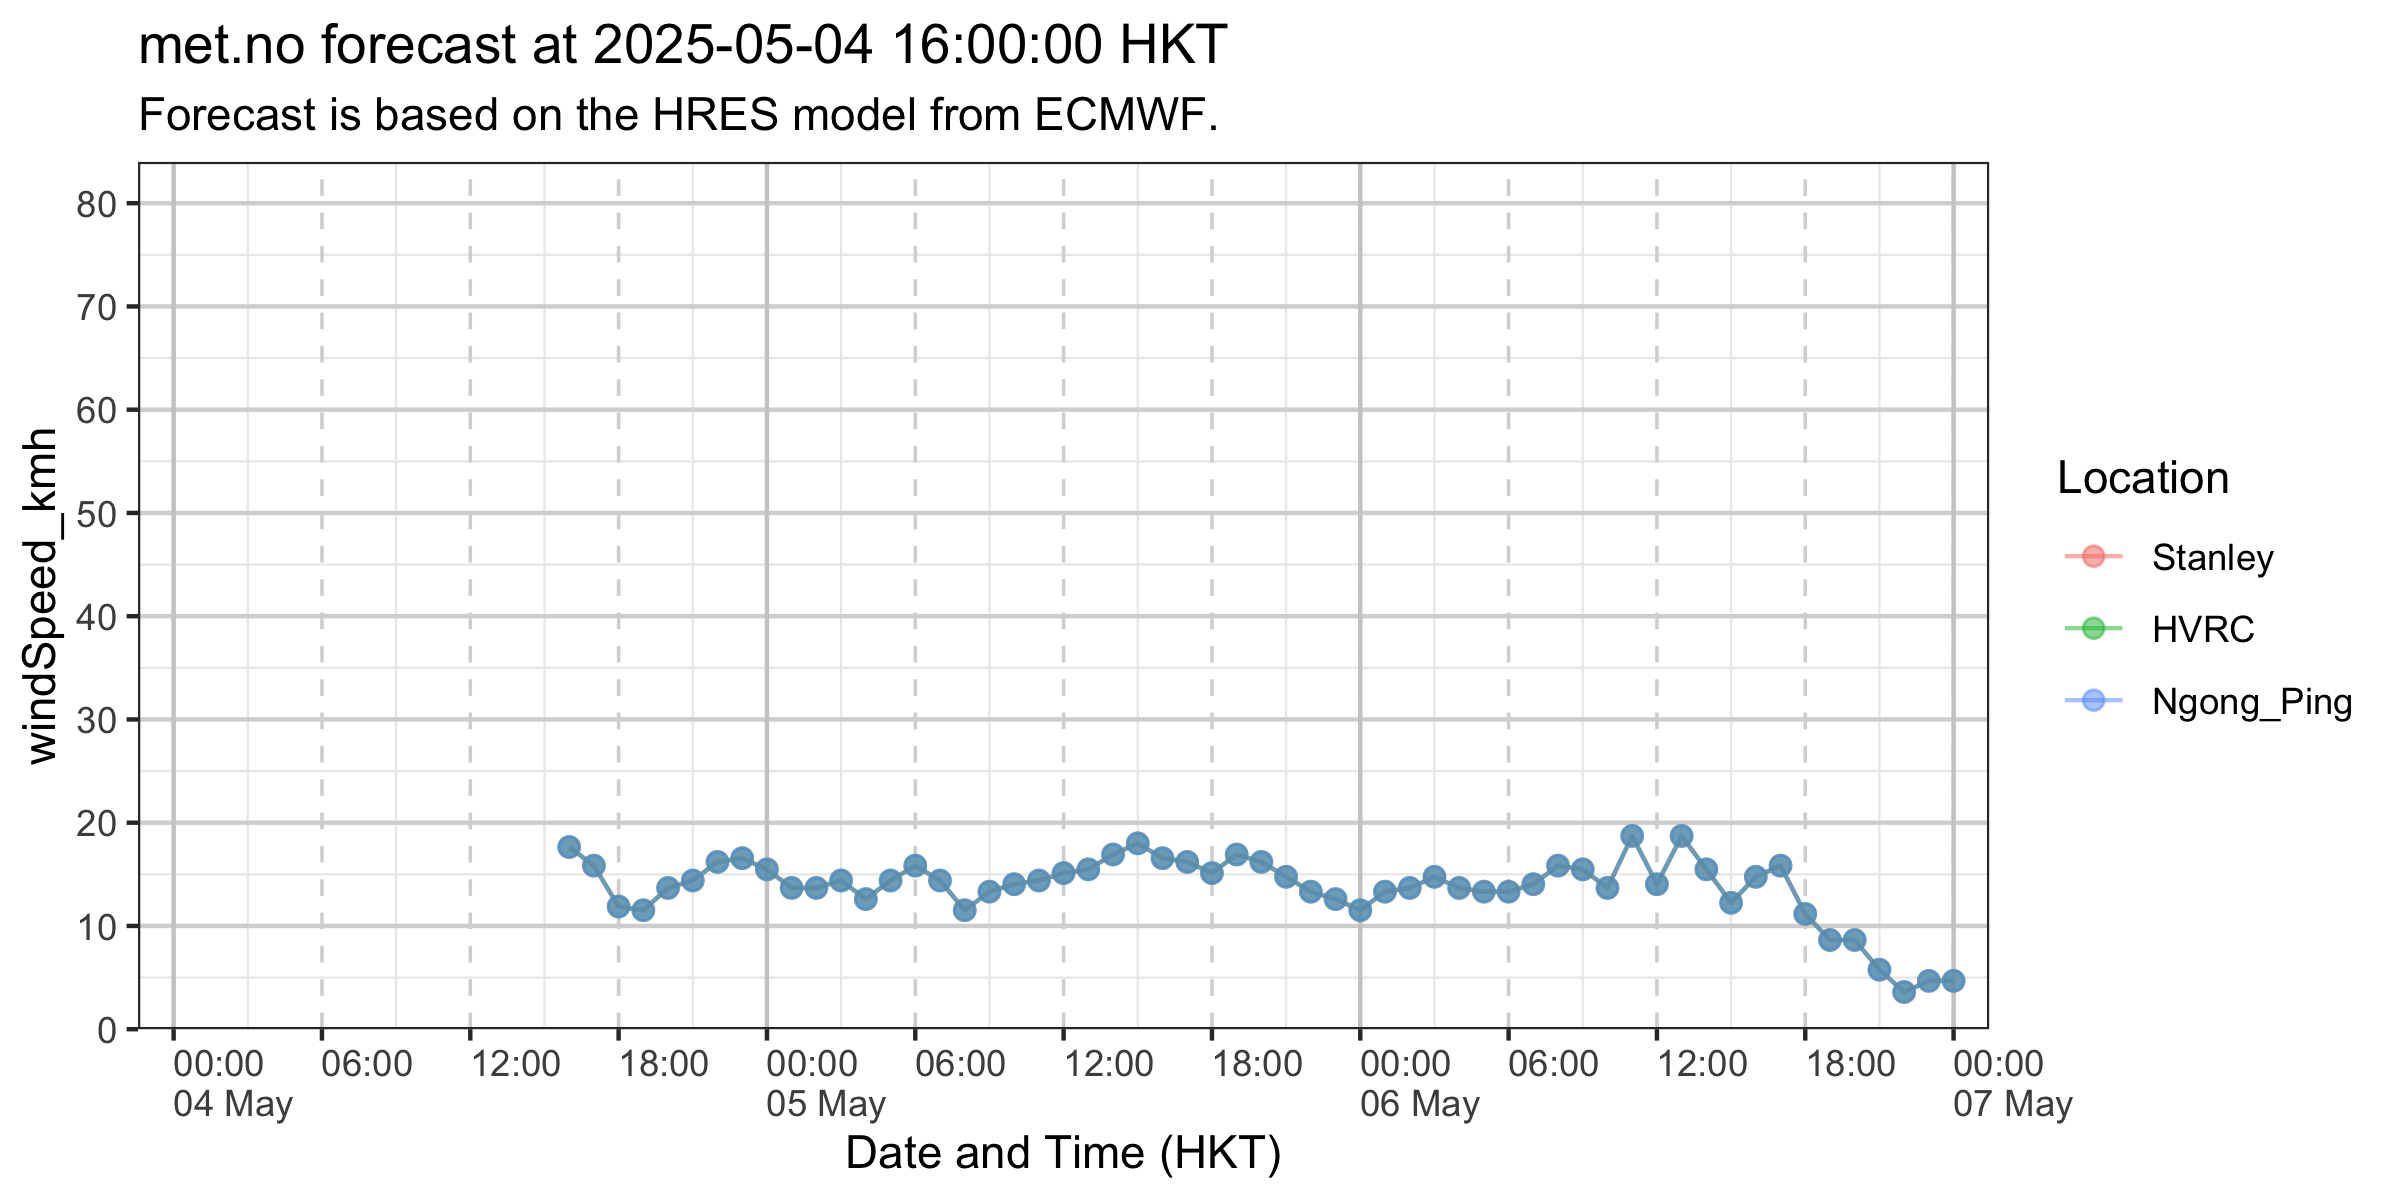 met.no forecast at 2025-05-04 16:00:00 HKT
Forecast is based on the HRES model from ECMWF.
windSpeed_kmh
80
70
60
50
40
30
20
10
0
00:00 06:00 12:00 18:00 00:00 06:00 12:00 18:00 00:00 06:00 12:00 18:00 00:00
04 May 05 May 06 May 07 May
Date and Time (HKT)
Location
Stanley
HVRC
Ngong_Ping